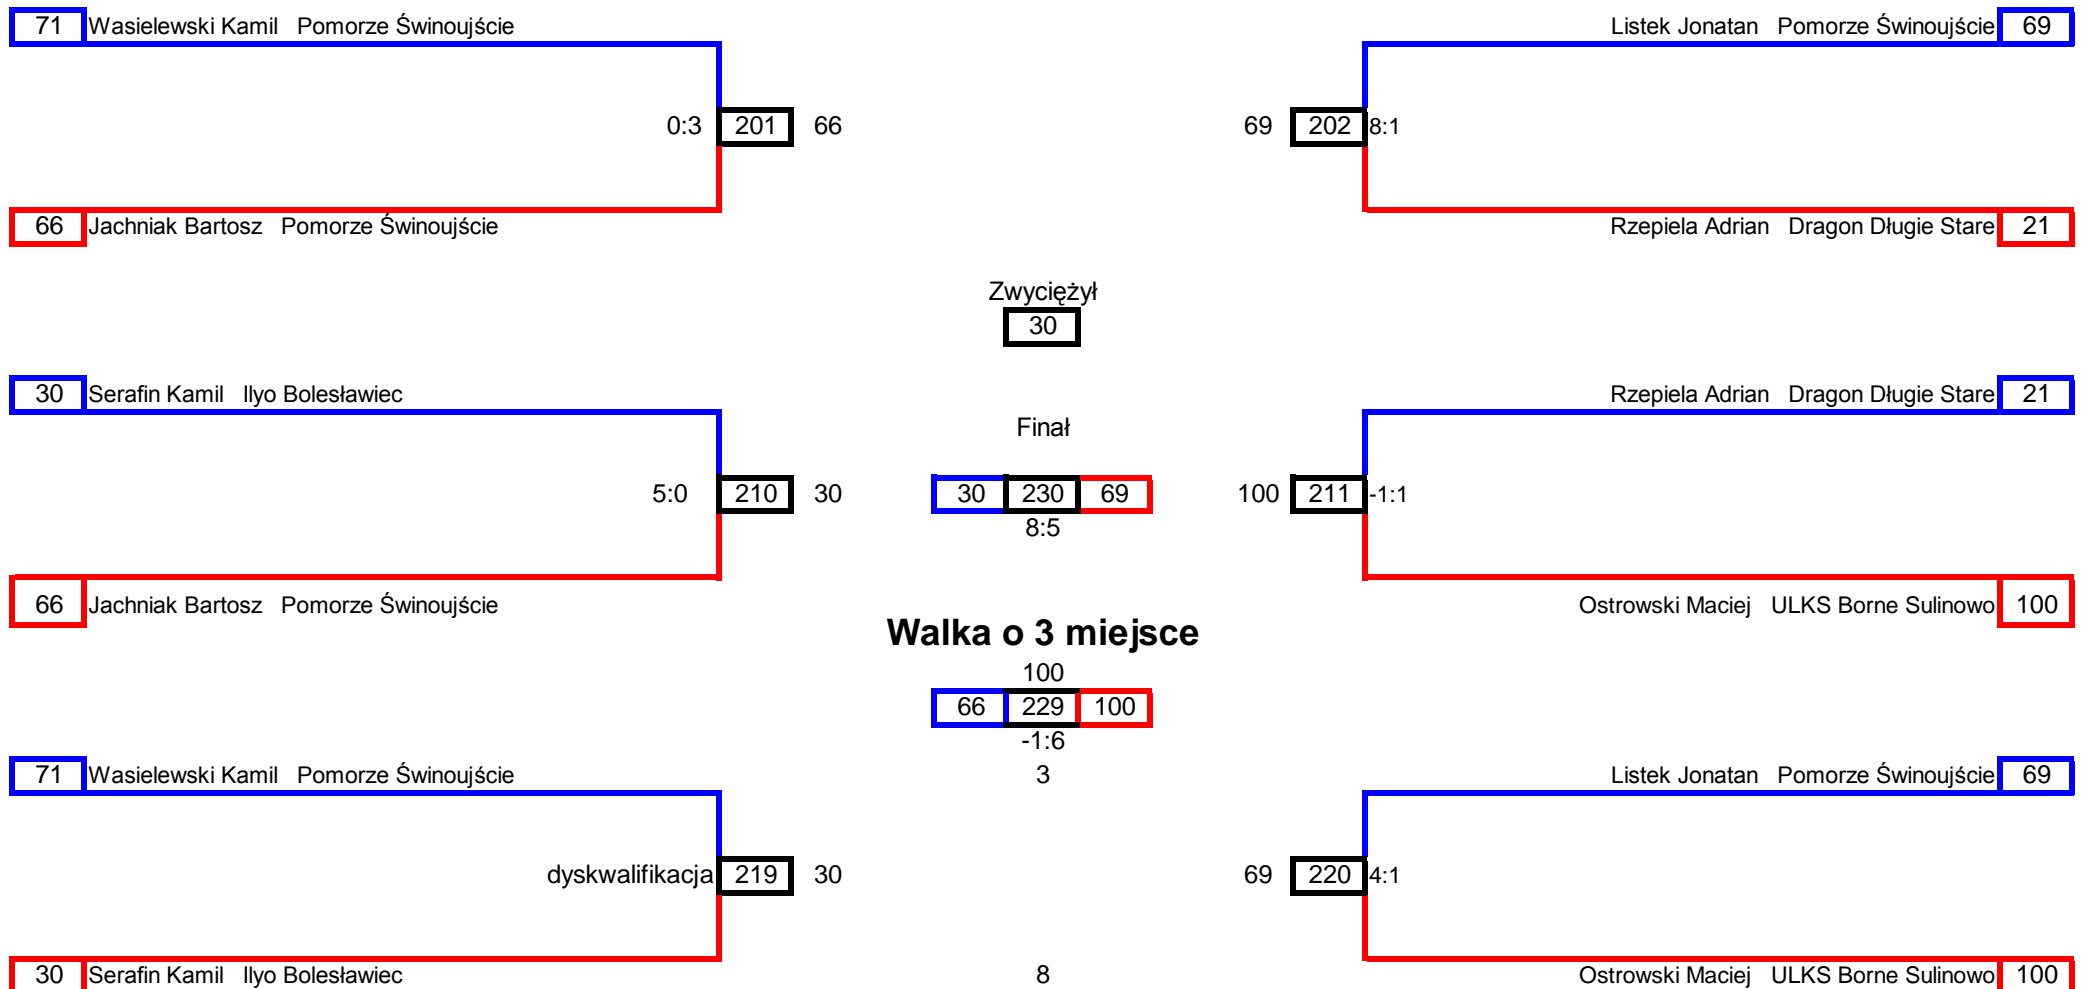 71 Wasielewski Kamil Pomorze Świnoujście Listek Jonatan Pomorze Świnoujście 69
0:3 201 66 69 202 8:1
66 Jachniak Bartosz Pomorze Świnoujście Rzepiela Adrian Dragon Długie Stare 21
Zwyciężył
30
30 Serafin Kamil Ilyo Bolesławiec Rzepiela Adrian Dragon Długie Stare 21
Finał
5:0 210 30 30 230 69 100 211 -1:1
8:5
66 Jachniak Bartosz Pomorze Świnoujście Ostrowski Maciej ULKS Borne Sulinowo 100
Walka o 3 miejsce
100
66 229 100
-1:6
71 Wasielewski Kamil Pomorze Świnoujście 3 Listek Jonatan Pomorze Świnoujście 69
dyskwalifikacja 219 30 69 220 4:1
30 Serafin Kamil Ilyo Bolesławiec 8 Ostrowski Maciej ULKS Borne Sulinowo 100